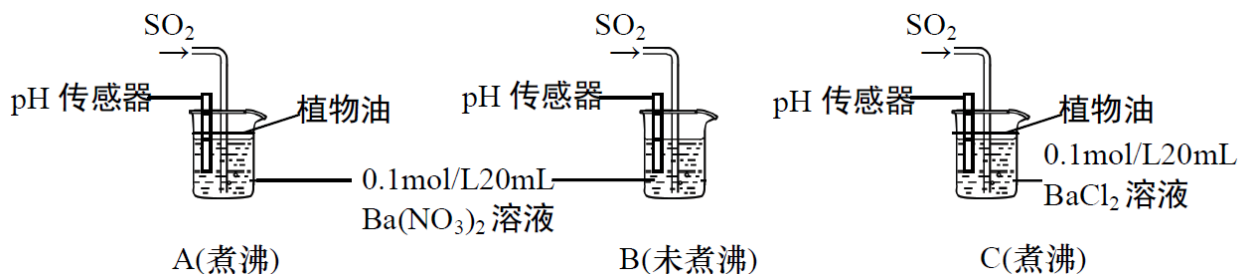 SO₂
pH 传感器
植物油
0.1mol/L20mL
Ba(NO₃)₂ 溶液
A(煮沸)
SO₂
pH 传感器
B(未煮沸)
SO₂
pH 传感器
植物油
0.1mol/L20mL
BaCl₂ 溶液
C(煮沸)